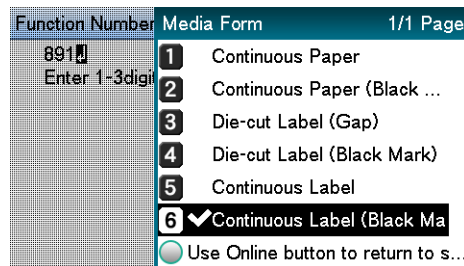 Function Number
891
Enter 1-3digi
Media Form 1/1 Page
1 Continuous Paper
2 Continuous Paper (Black ...
3 Die-cut Label (Gap)
4 Die-cut Label (Black Mark)
5 Continuous Label
6 ✔Continuous Label (Black Ma
Use Online button to return to s...